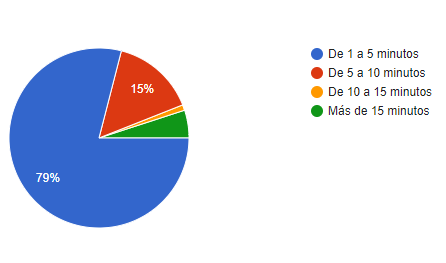 De 1 a 5 minutos
De 5 a 10 minutos
De 10 a 15 minutos
Más de 15 minutos
15%
79%